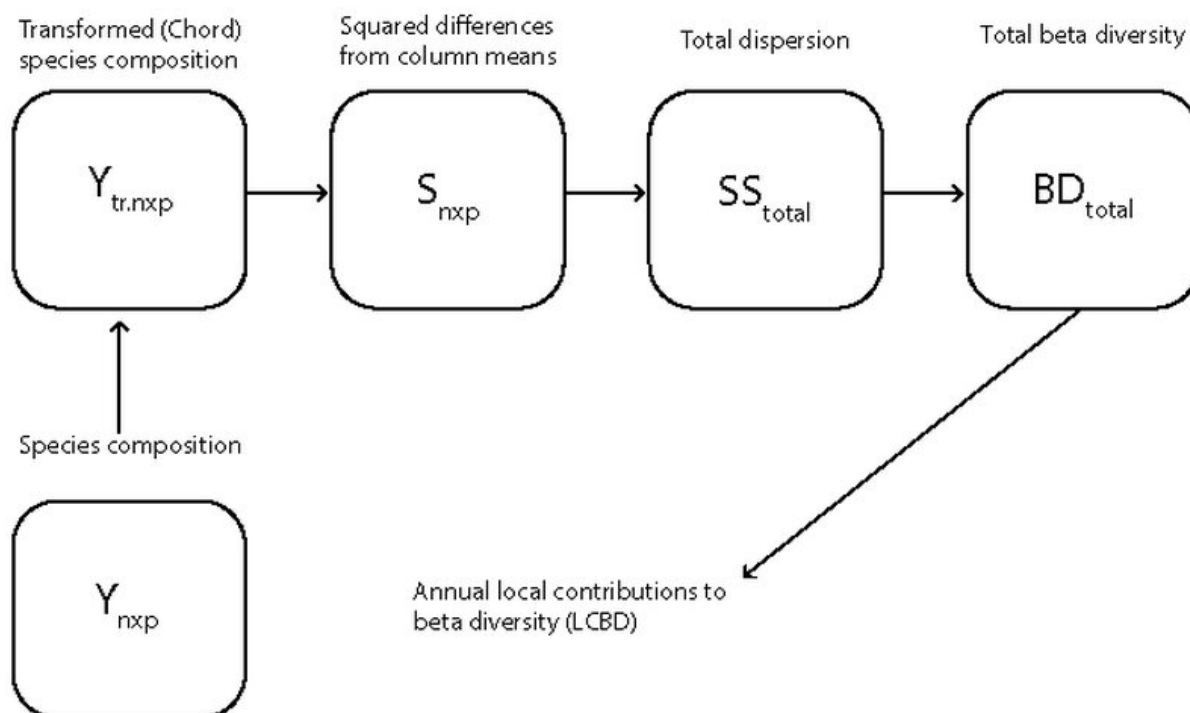 Transformed (Chord)
species composition
Squared differences
from column means
Total dispersion
Total beta diversity
Y tr.nxp
S nxp
SS total
BD total
Species composition
Y nxp
Annual local contributions to
beta diversity (LCBD)